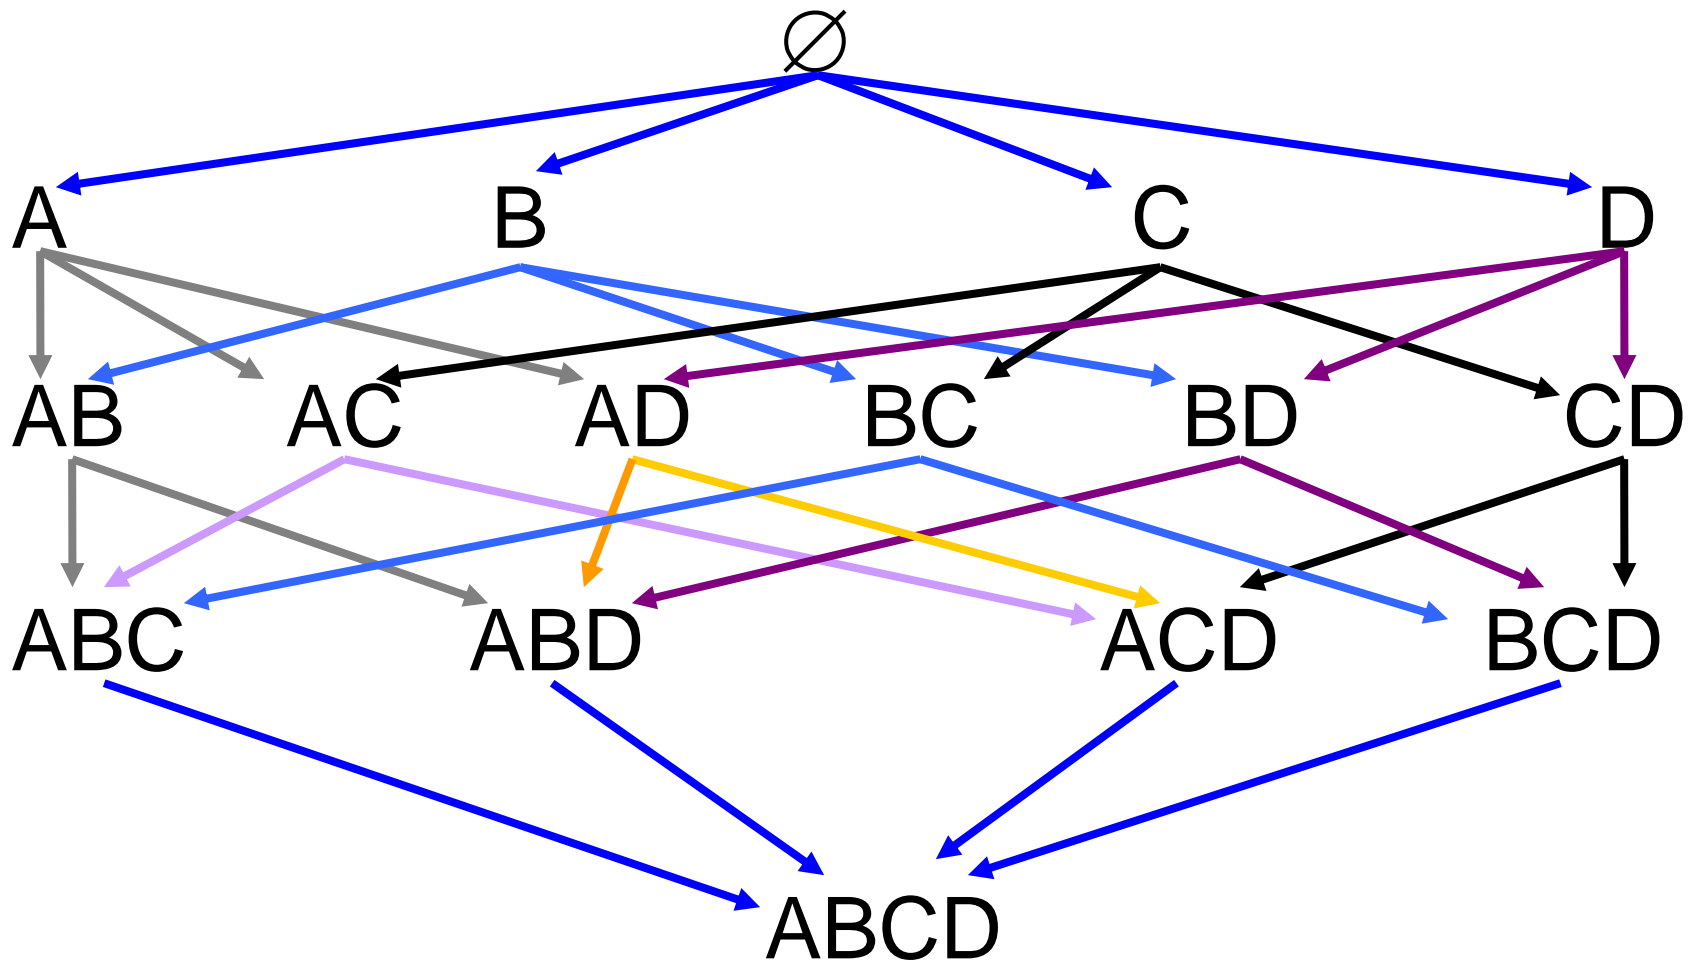 ∅
A B C D
AB AC AD BC BD CD
ABC ABD ACD BCD
ABCD